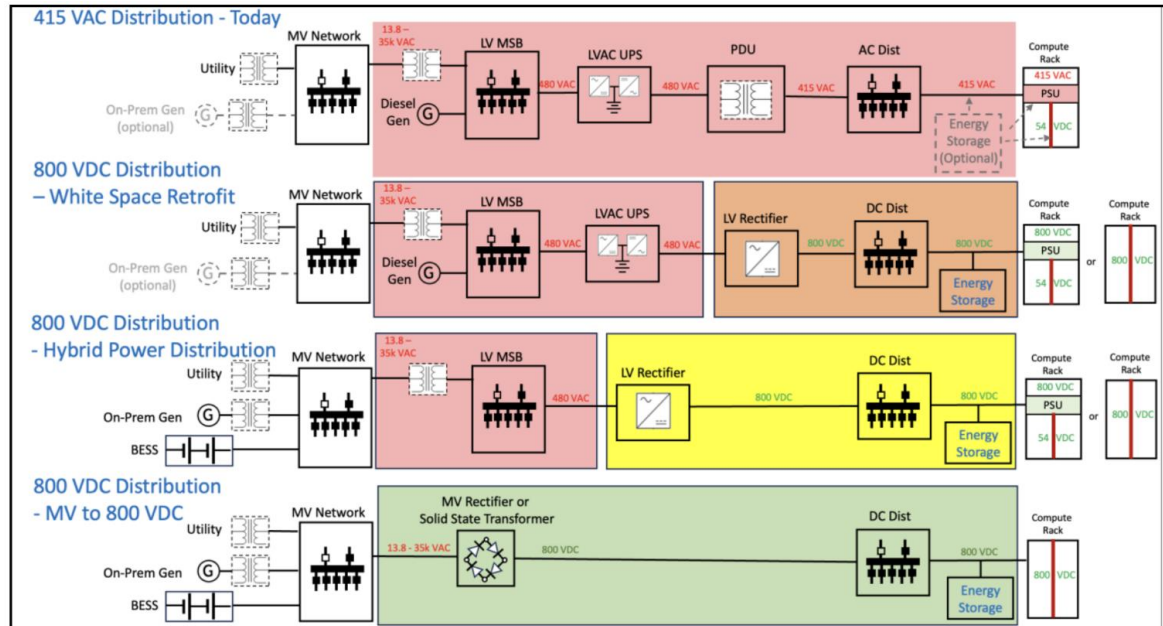 415 VAC Distribution - Today
MV Network
Utility
On-Prem Gen
(optional)
G
13.8 –
35k VAC
LV MSB
Diesel
Gen
G
480 VAC
LVAC UPS
480 VAC
PDU
415 VAC
AC Dist
415 VAC
Energy
Storage
(Optional)
Compute
Rack
415 VAC
PSU
54 VDC
800 VDC Distribution
– White Space Retrofit
MV Network
Utility
On-Prem Gen
(optional)
G
13.8 –
35k VAC
LV MSB
Diesel
Gen
G
480 VAC
LVAC UPS
480 VAC
LV Rectifier
800 VDC
DC Dist
800 VDC
Energy
Storage
Compute
Rack
800 VDC
PSU
54 VDC
or
Compute
Rack
800 VDC
800 VDC Distribution
- Hybrid Power Distribution
MV Network
Utility
On-Prem Gen
G
BESS
13.8 –
35k VAC
LV MSB
480 VAC
LV Rectifier
800 VDC
DC Dist
800 VDC
Energy
Storage
Compute
Rack
800 VDC
PSU
54 VDC
or
Compute
Rack
800 VDC
800 VDC Distribution
- MV to 800 VDC
MV Network
Utility
On-Prem Gen
G
BESS
13.8 - 35k VAC
MV Rectifier or
Solid State Transformer
800 VDC
DC Dist
800 VDC
Energy
Storage
Compute
Rack
800 VDC